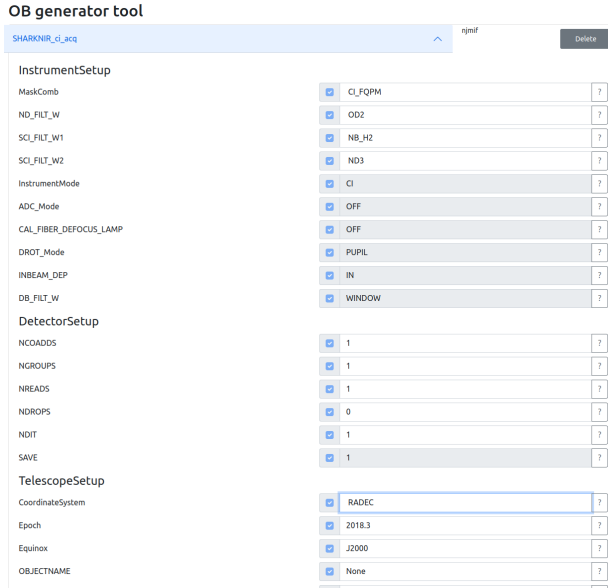 OB generator tool
SHARKNIR_ci_acq njmif Delete
InstrumentSetup
MaskComb CI_FQPM ?
ND_FILT_W OD2 ?
SCI_FILT_W1 NB_H2 ?
SCI_FILT_W2 ND3 ?
InstrumentMode CI ?
ADC_Mode OFF ?
CAL_FIBER_DEFOCUS_LAMP OFF ?
DROT_Mode PUPIL ?
INBEAM_DEP IN ?
DB_FILT_W WINDOW ?
DetectorSetup
NCOADDS 1 ?
NGROUPS 1 ?
NREADS 1 ?
NDROPS 0 ?
NDIT 1 ?
SAVE 1 ?
TelescopeSetup
CoordinateSystem RADEC ?
Epoch 2018.3 ?
Equinox J2000 ?
OBJECTNAME None ?